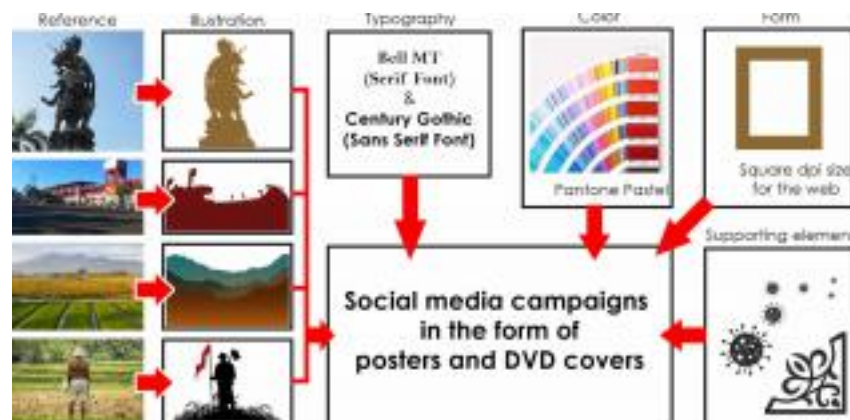 Reference
Illustration
Typography
Color
Form
Bell MT
(Serif Font)
&
Century Gothic
(Sans Serif Font)
Pantone Pastel
Square dpi size
for the web
Supporting element
Social media campaigns
in the form of
posters and DVD covers